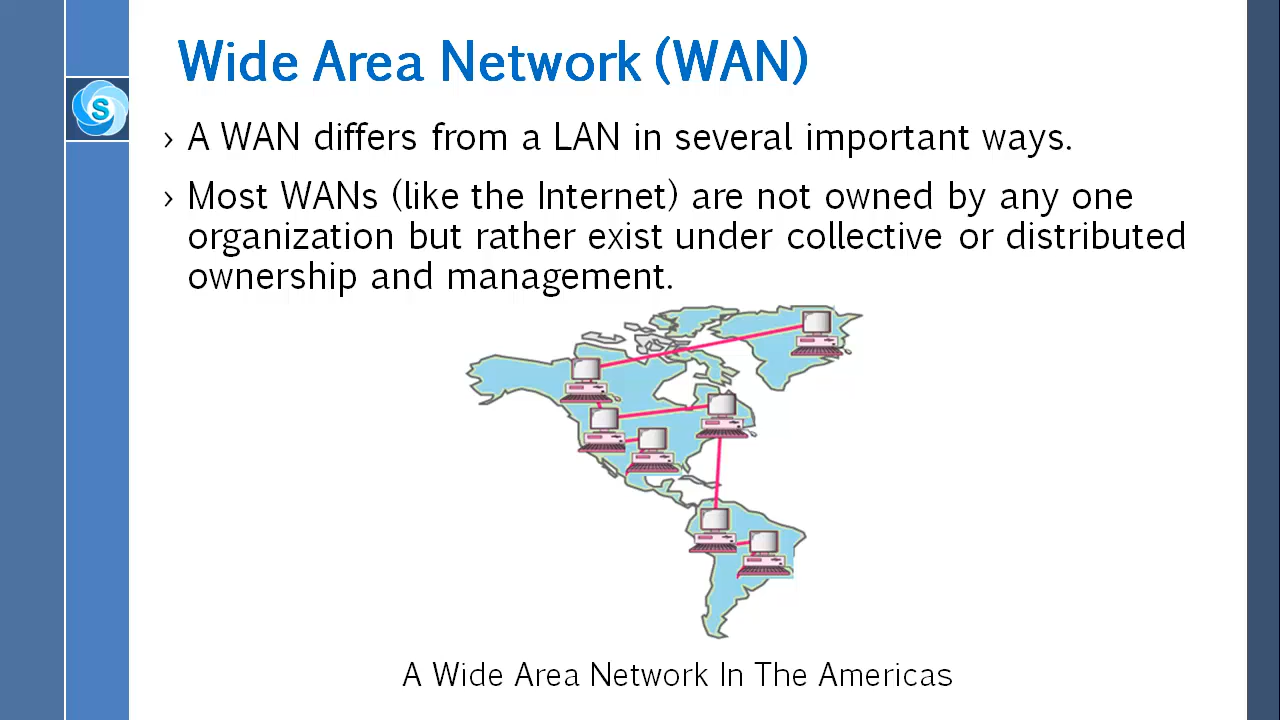 Wide Area Network (WAN)
S
› A WAN differs from a LAN in several important ways.
› Most WANs (like the Internet) are not owned by any one
organization but rather exist under collective or distributed
ownership and management.
A Wide Area Network In The Americas